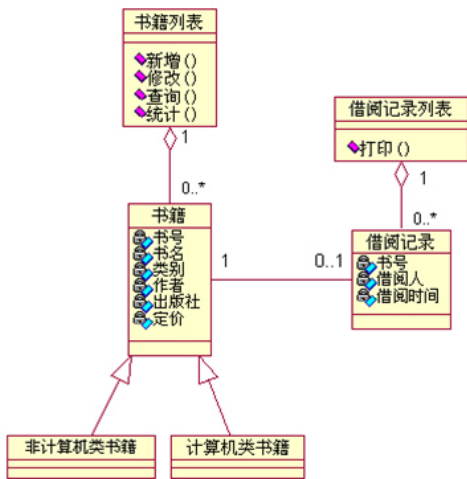 书籍列表
新增()
修改()
查询()
统计()
1
0..*
借阅记录列表
打印()
1
0..*
书籍
书号
书名
类别
作者
出版社
定价
1
0..1
借阅记录
书号
借阅人
借阅时间
非计算机类书籍
计算机类书籍